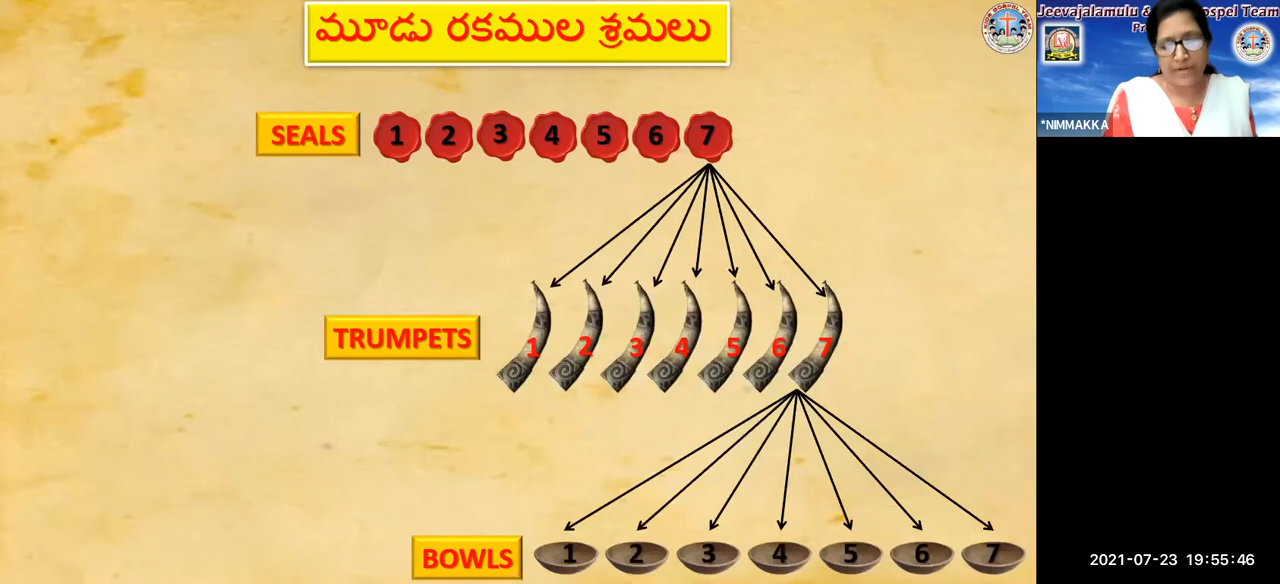 మూడు రకముల శ్రమలు
SEALS 1 2 3 4 5 6 7
TRUMPETS 1 2 3 4 5 6 7
BOWLS 1 2 3 4 5 6 7
Jeevajalamulu & ospel Team
Pr
*NIMMAKKA
2021-07-23 19:55:46